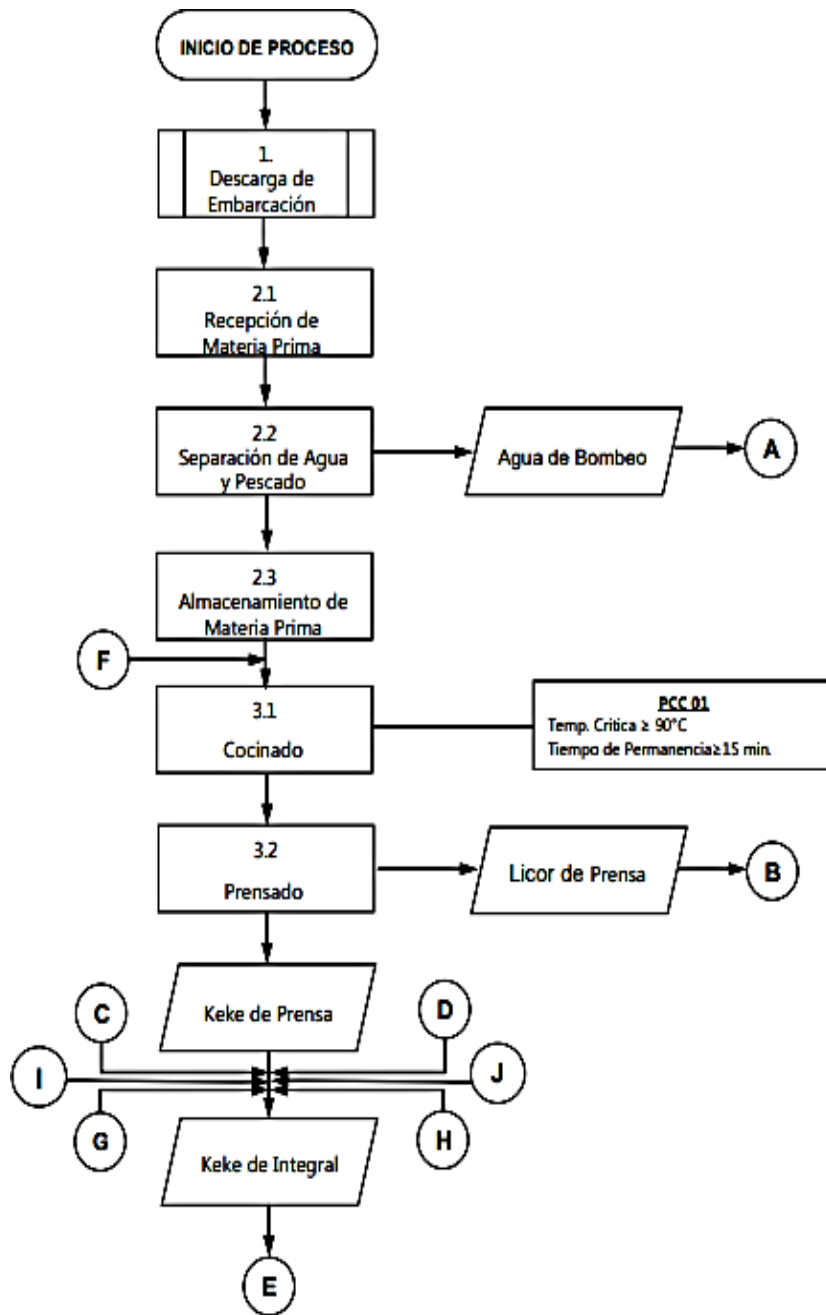 INICIO DE PROCESO
1.
Descarga de
Embarcación
2.1
Recepción de
Materia Prima
2.2
Separación de Agua
y Pescado
Agua de Bombeo
A
2.3
Almacenamiento de
Materia Prima
F
3.1
Cocinado
PCC 01
Temp. Critica ≥ 90°C
Tiempo de Permanencia≥15 min.
3.2
Prensado
Licor de Prensa
B
Keke de Prensa
C
D
I
J
G
H
Keke de Integral
E